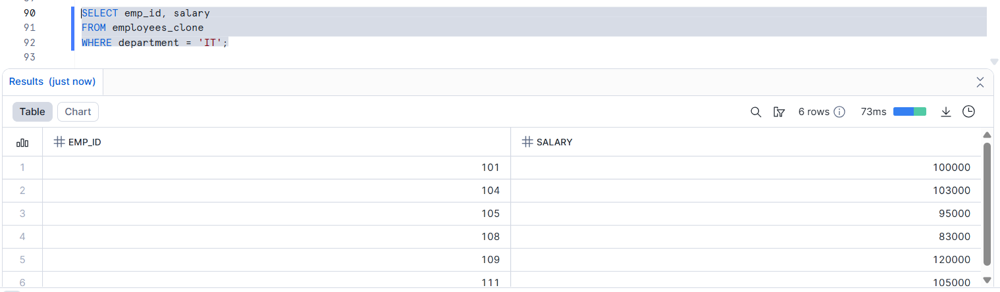 90 SELECT emp_id, salary
91 FROM employees_clone
92 WHERE department = 'IT';
93
Results (just now)
Table Chart 6 rows 73ms
EMP_ID SALARY
1 101 100000
2 104 103000
3 105 95000
4 108 83000
5 109 120000
6 111 105000